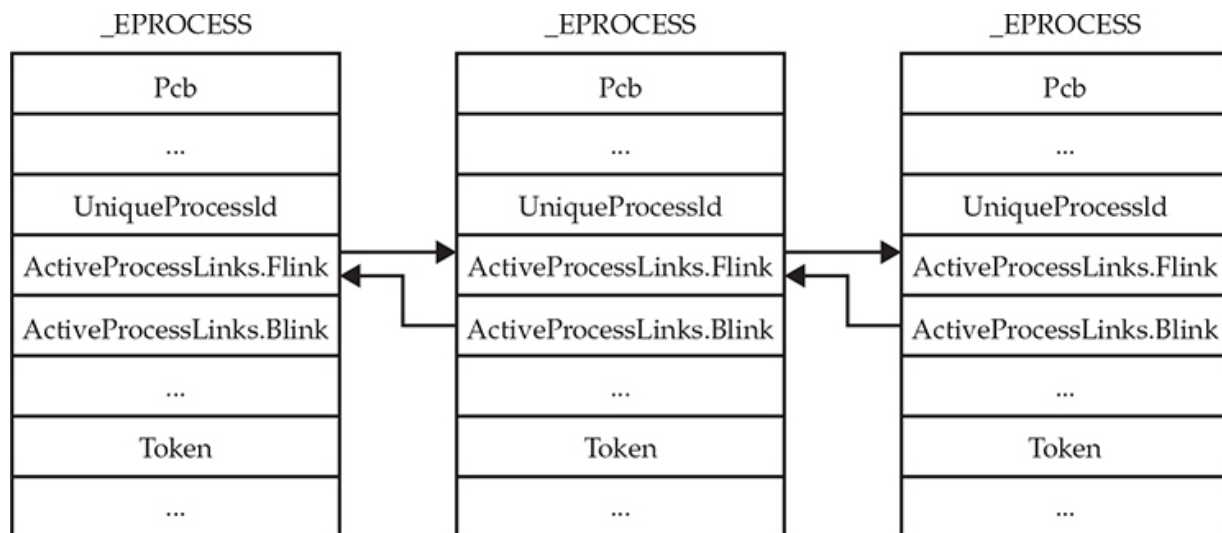 _EPROCESS _EPROCESS _EPROCESS
Pcb Pcb Pcb
... ... ...
UniqueProcessId UniqueProcessId UniqueProcessId
ActiveProcessLinks.Flink ActiveProcessLinks.Flink ActiveProcessLinks.Flink
ActiveProcessLinks.Blink ActiveProcessLinks.Blink ActiveProcessLinks.Blink
... ... ...
Token Token Token
... ... ...